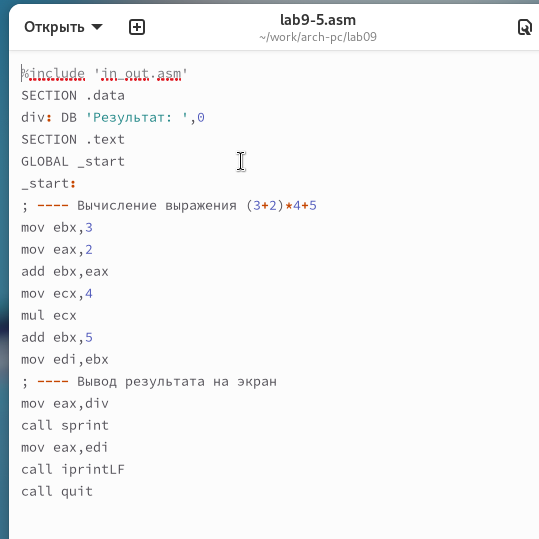 Открыть
lab9-5.asm
~/work/arch-pc/lab09
%include 'in_out.asm'
SECTION .data
div: DB 'Результат: ',0
SECTION .text
GLOBAL _start
_start:
; ---- Вычисление выражения (3+2)*4+5
mov ebx,3
mov eax,2
add ebx,eax
mov ecx,4
mul ecx
add ebx,5
mov edi,ebx
; ---- Вывод результата на экран
mov eax,div
call sprint
mov eax,edi
call iprintLF
call quit